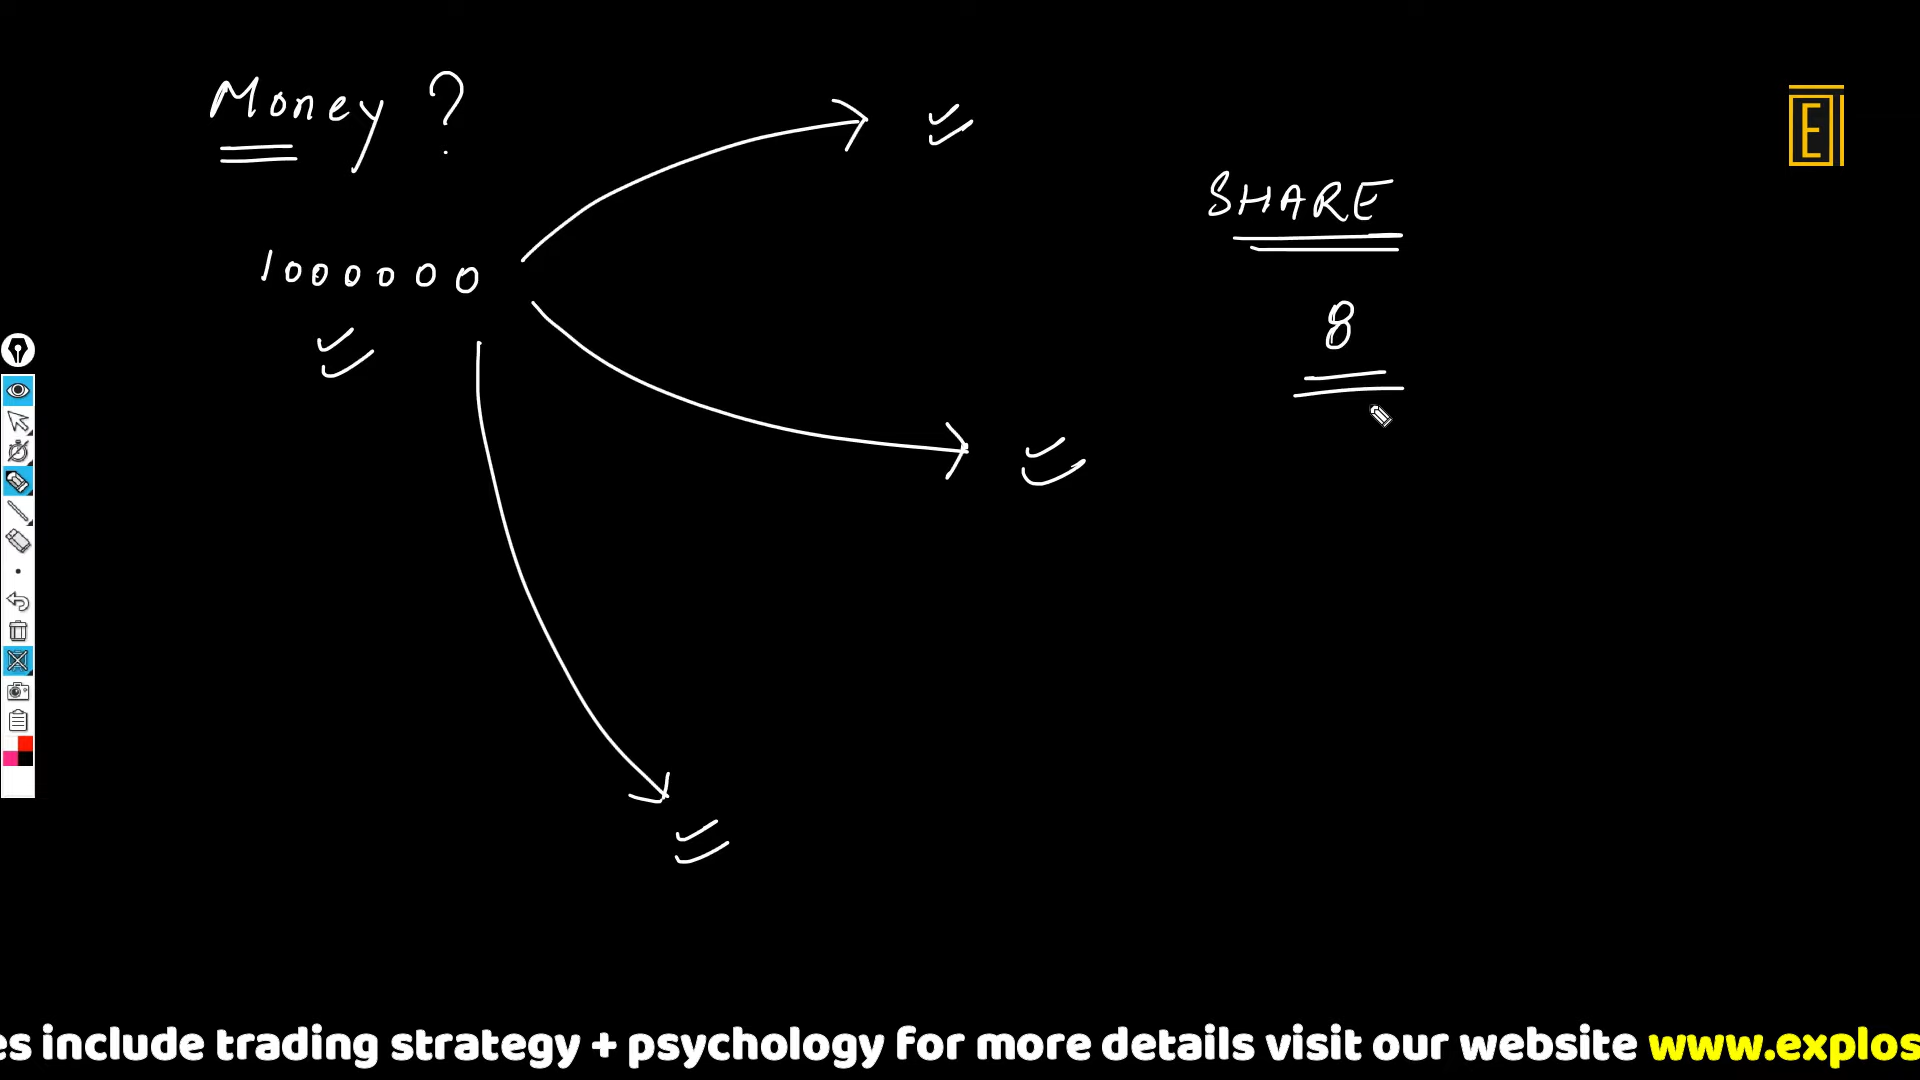 Money ?
1000000
SHARE
8
E
es include trading strategy + psychology for more details visit our website www.explos